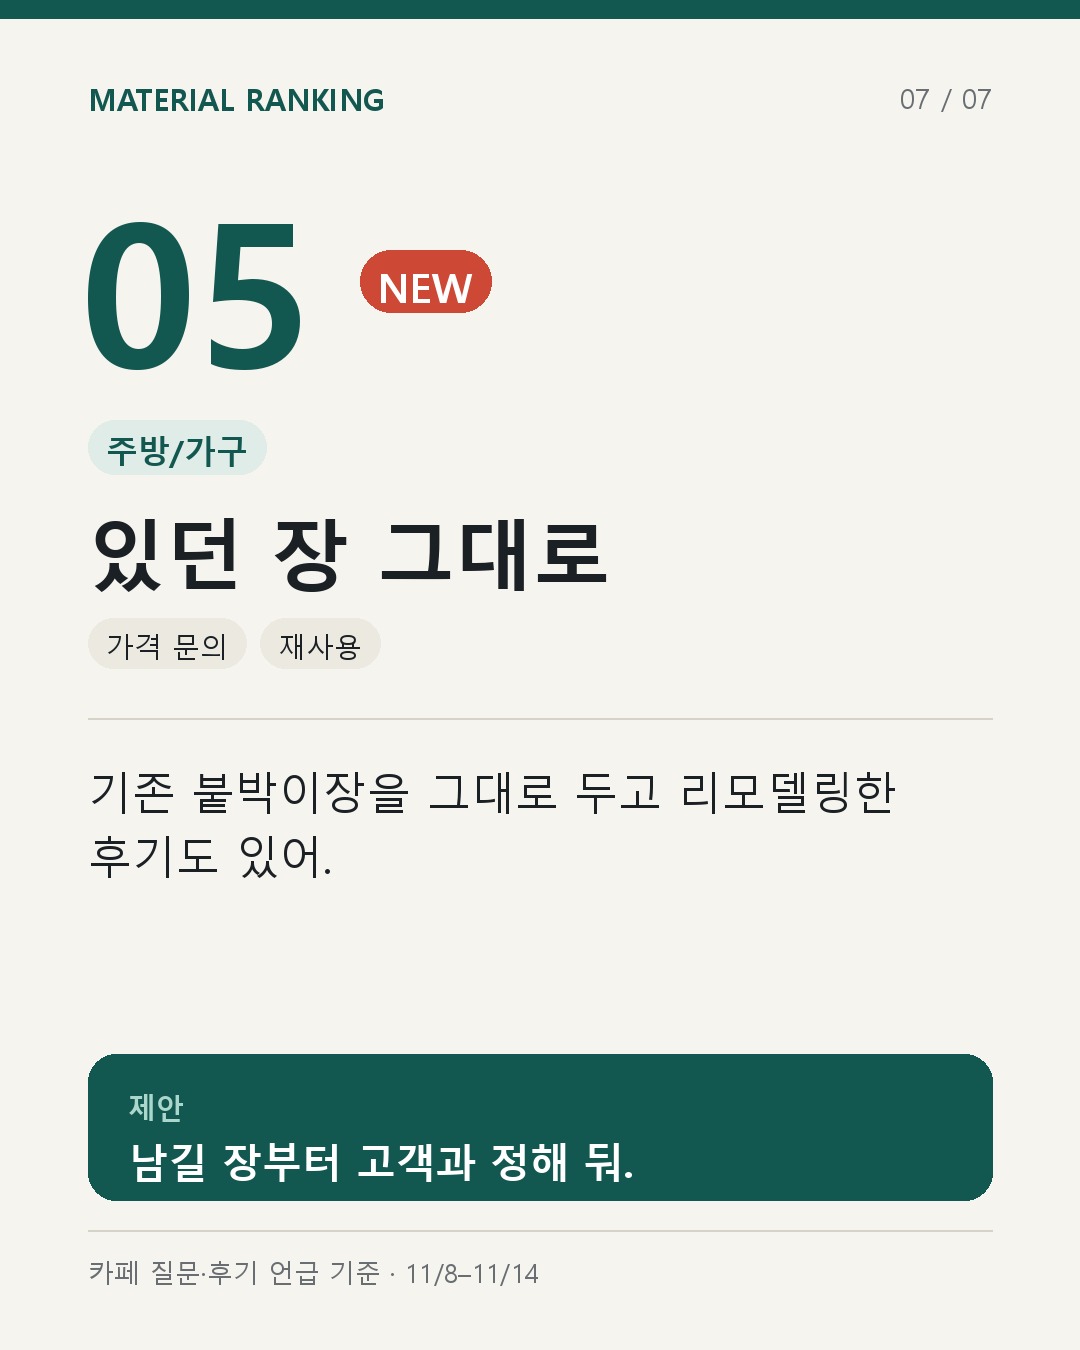 MATERIAL RANKING
07 / 07
05
NEW
주방/가구
있던 장 그대로
가격 문의
재사용
기존 붙박이장을 그대로 두고 리모델링한
후기도 있어.
제안
남길 장부터 고객과 정해 둬.
카페 질문·후기 언급 기준 · 11/8–11/14